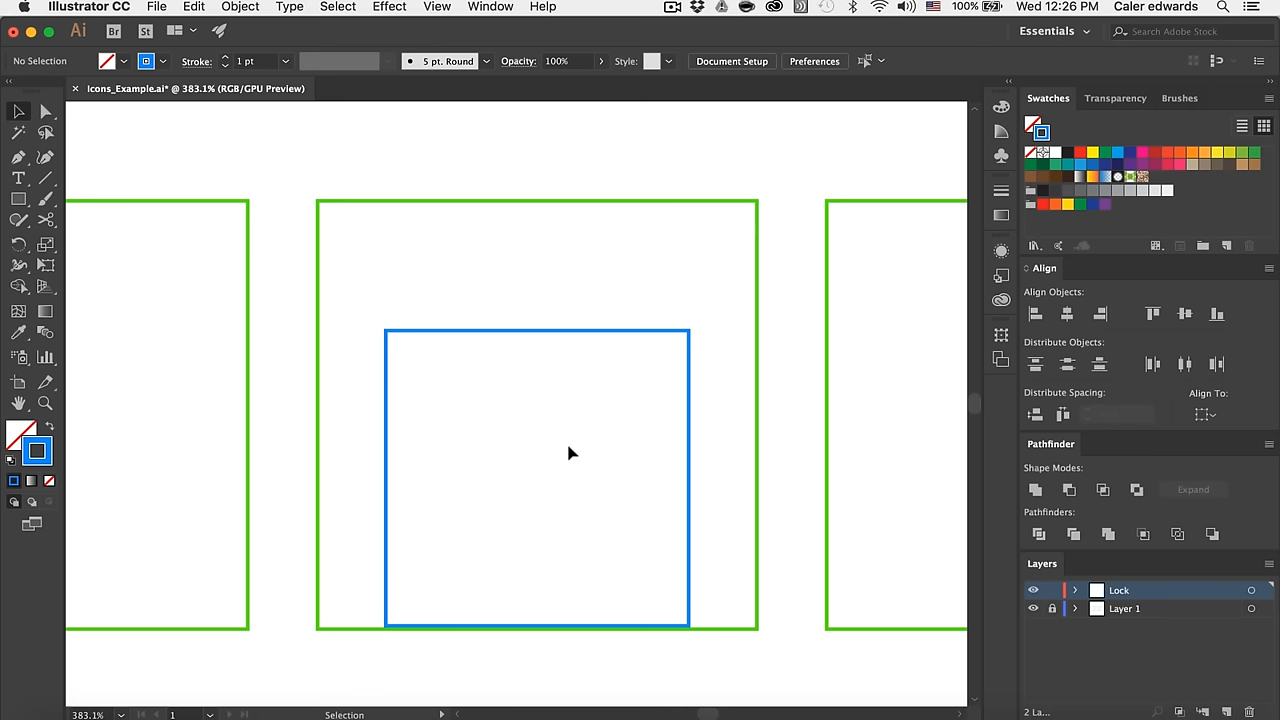 Illustrator CC File Edit Object Type Select Effect View Window Help 100% Wed 12:26 PM Caler edwards
Ai Br St Essentials Search Adobe Stock
No Selection Stroke: 1 pt 5 pt. Round Opacity: 100% Style: Document Setup Preferences
× Icons_Example.ai* @ 383.1% (RGB/GPU Preview)
Swatches Transparency Brushes
Align
Align Objects:
Distribute Objects:
Distribute Spacing: Align To:
Pathfinder
Shape Modes:
Expand
Pathfinders:
Layers
Lock
Layer 1
383.1% 1 Selection 2 La...